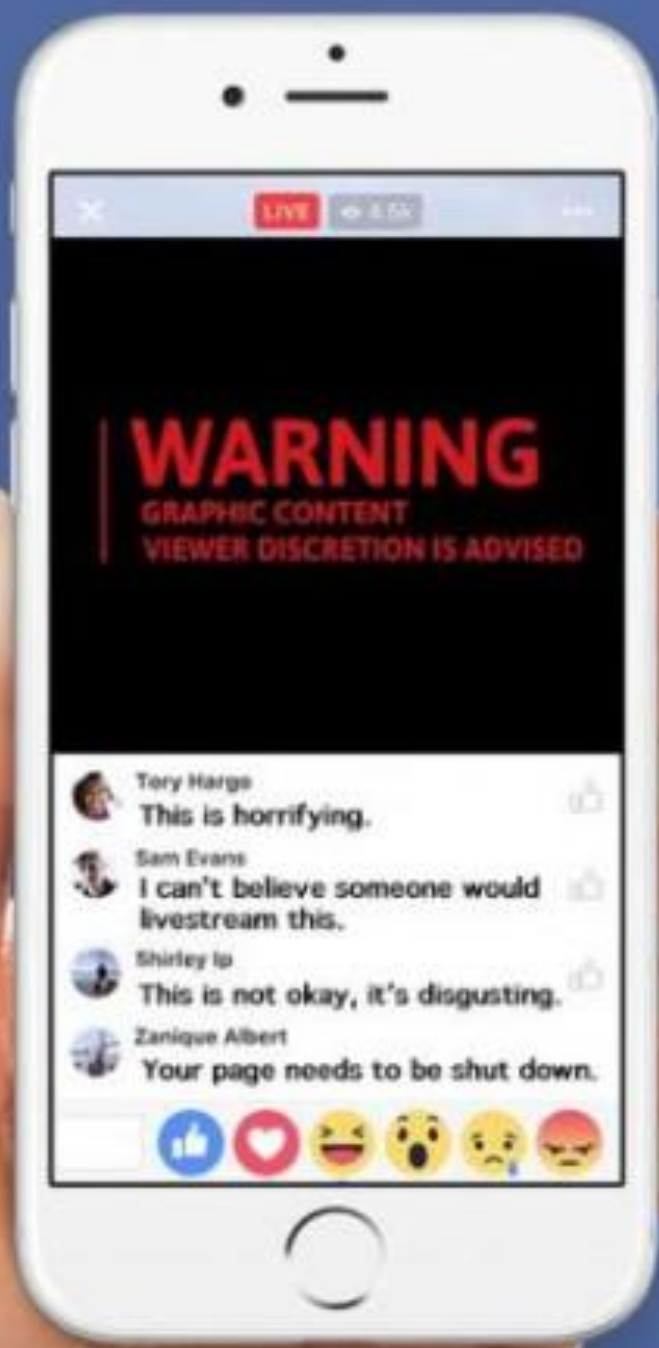 LIVE
WARNING
GRAPHIC CONTENT
VIEWER DISCRETION IS ADVISED
Tory Hargo
This is horrifying.
Sam Evans
I can't believe someone would
livestream this.
Shirley Ip
This is not okay, it's disgusting.
Zanique Albert
Your page needs to be shut down.